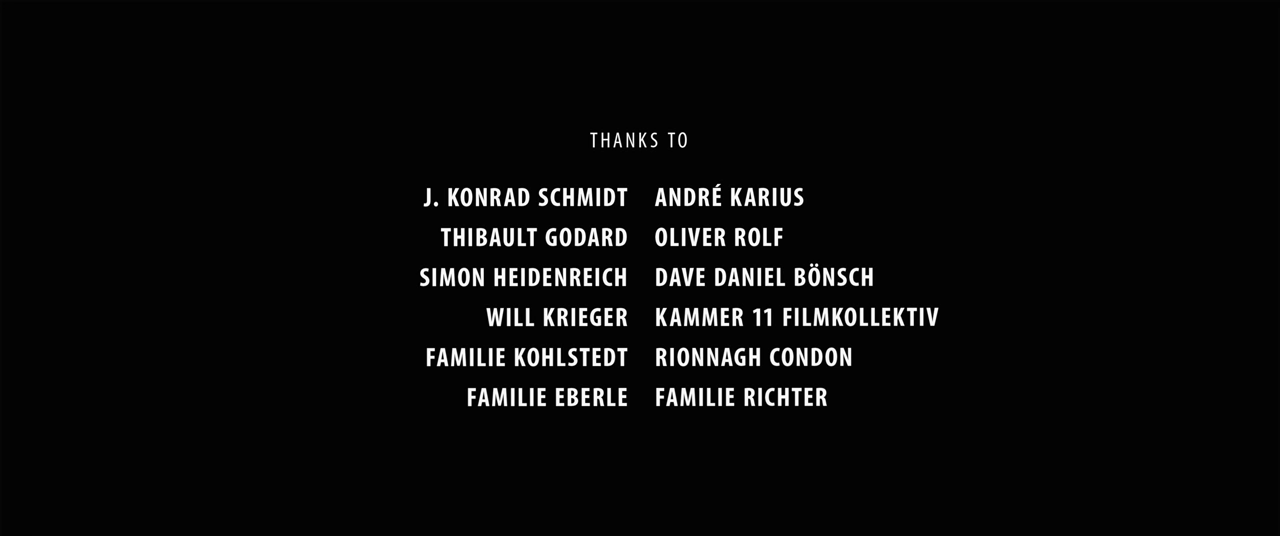 THANKS TO
J. KONRAD SCHMIDT ANDRÉ KARIUS
THIBAULT GODARD OLIVER ROLF
SIMON HEIDENREICH DAVE DANIEL BÖNSCH
WILL KRIEGER KAMMER 11 FILMKOLLEKTIV
FAMILIE KOHLSTEDT RIONNAGH CONDON
FAMILIE EBERLE FAMILIE RICHTER